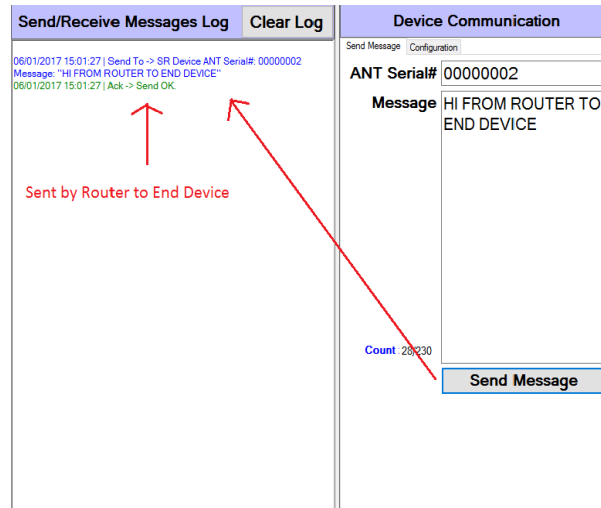 Send/Receive Messages Log
Clear Log
06/01/2017 15:01:27 | Send To -> SR Device ANT Serial#: 00000002
Message: "HI FROM ROUTER TO END DEVICE"
06/01/2017 15:01:27 | Ack -> Send OK.
Sent by Router to End Device
Device Communication
Send Message
Configuration
ANT Serial# 00000002
Message HI FROM ROUTER TO
END DEVICE
Count : 28/230
Send Message